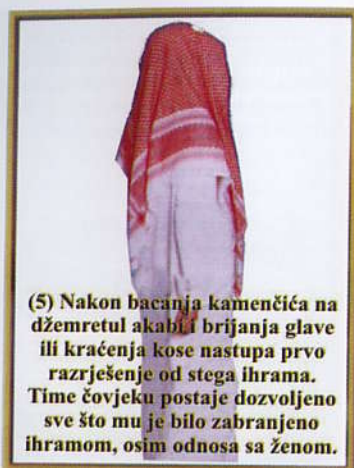 (5) Nakon bacanja kamenčića na
džemretul akabi i brijanja glave
ili kraćenja kose nastupa prvo
razrješenje od stega ihrama.
Time čovjeku postaje dozvoljeno
sve što mu je bilo zabranjeno
ihramom, osim odnosa sa ženom.